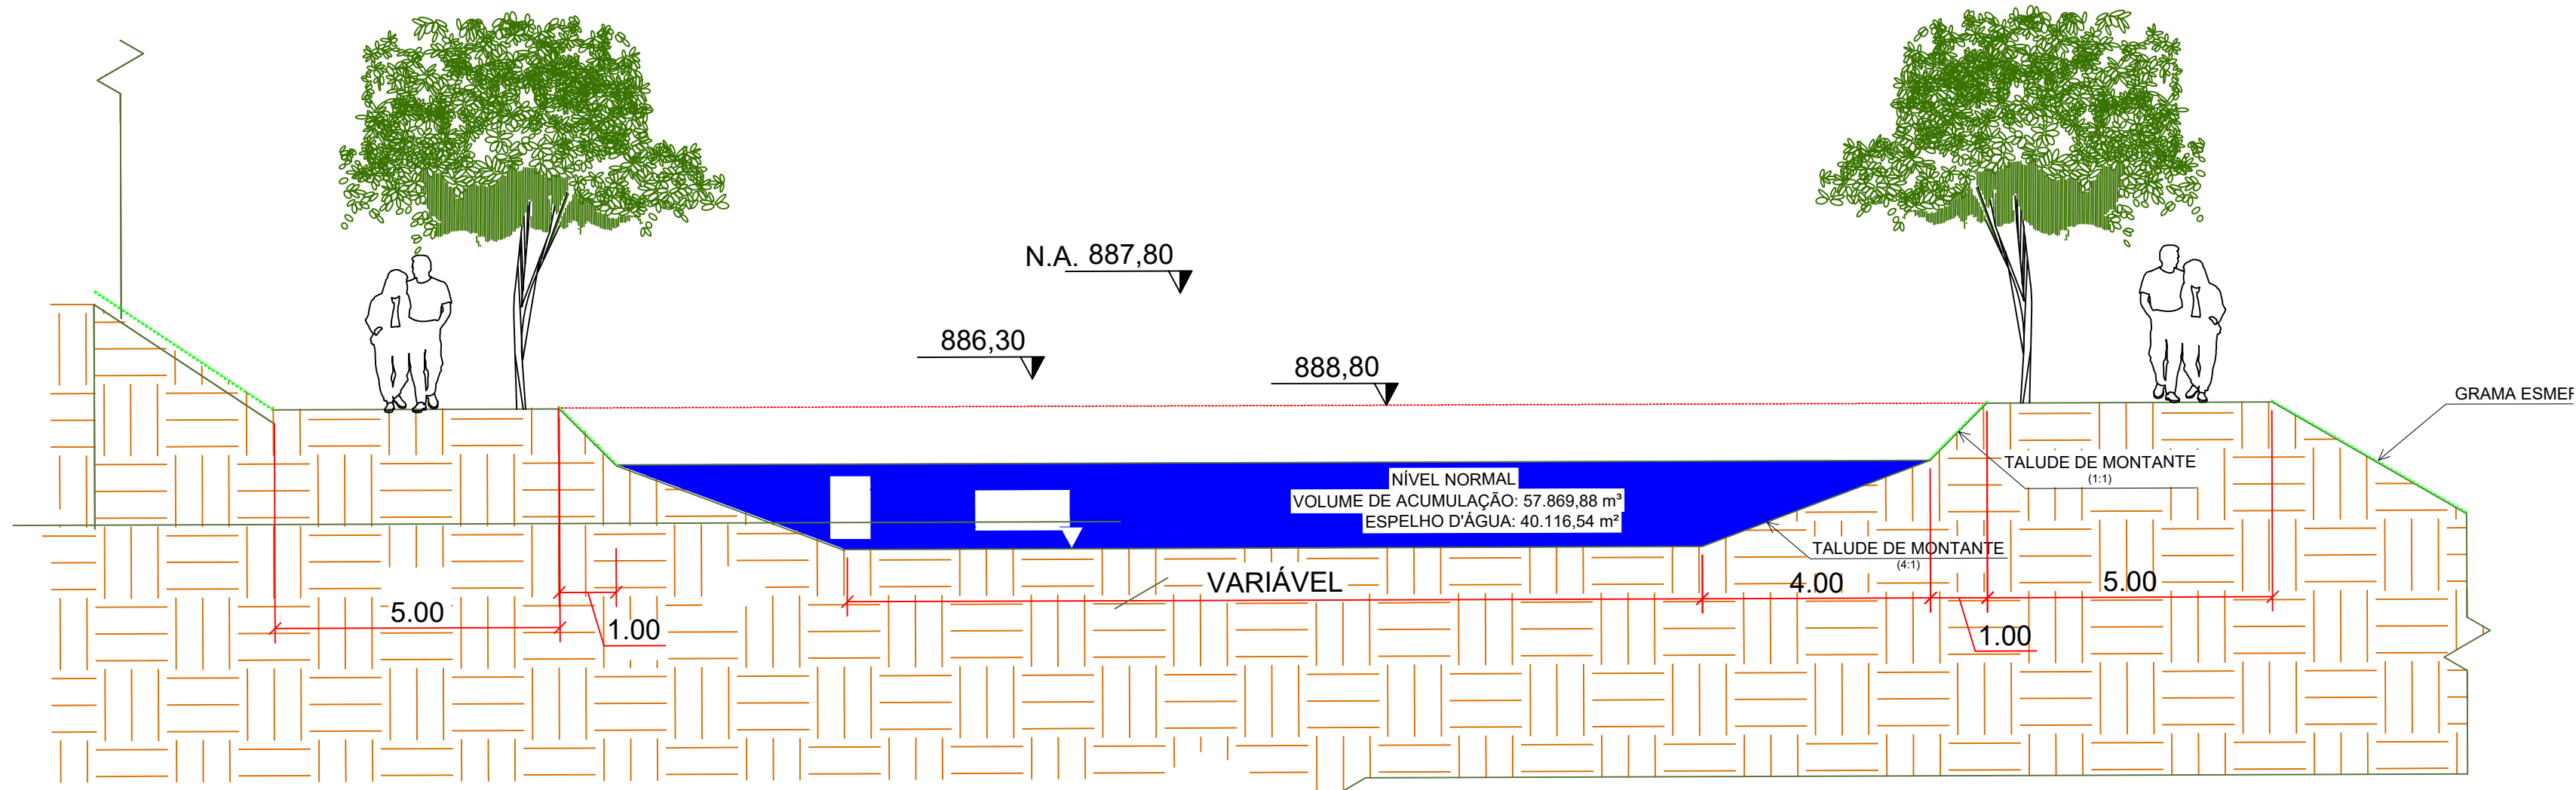 N.A. 887,80
886,30
888,80
GRAMA ESMER
NÍVEL NORMAL
VOLUME DE ACUMULAÇÃO: 57.869,88 m³
ESPELHO D'ÁGUA: 40.116,54 m²
TALUDE DE MONTANTE
(1:1)
TALUDE DE MONTANTE
(4:1)
VARIÁVEL
4.00
5.00
5.00
1.00
1.00